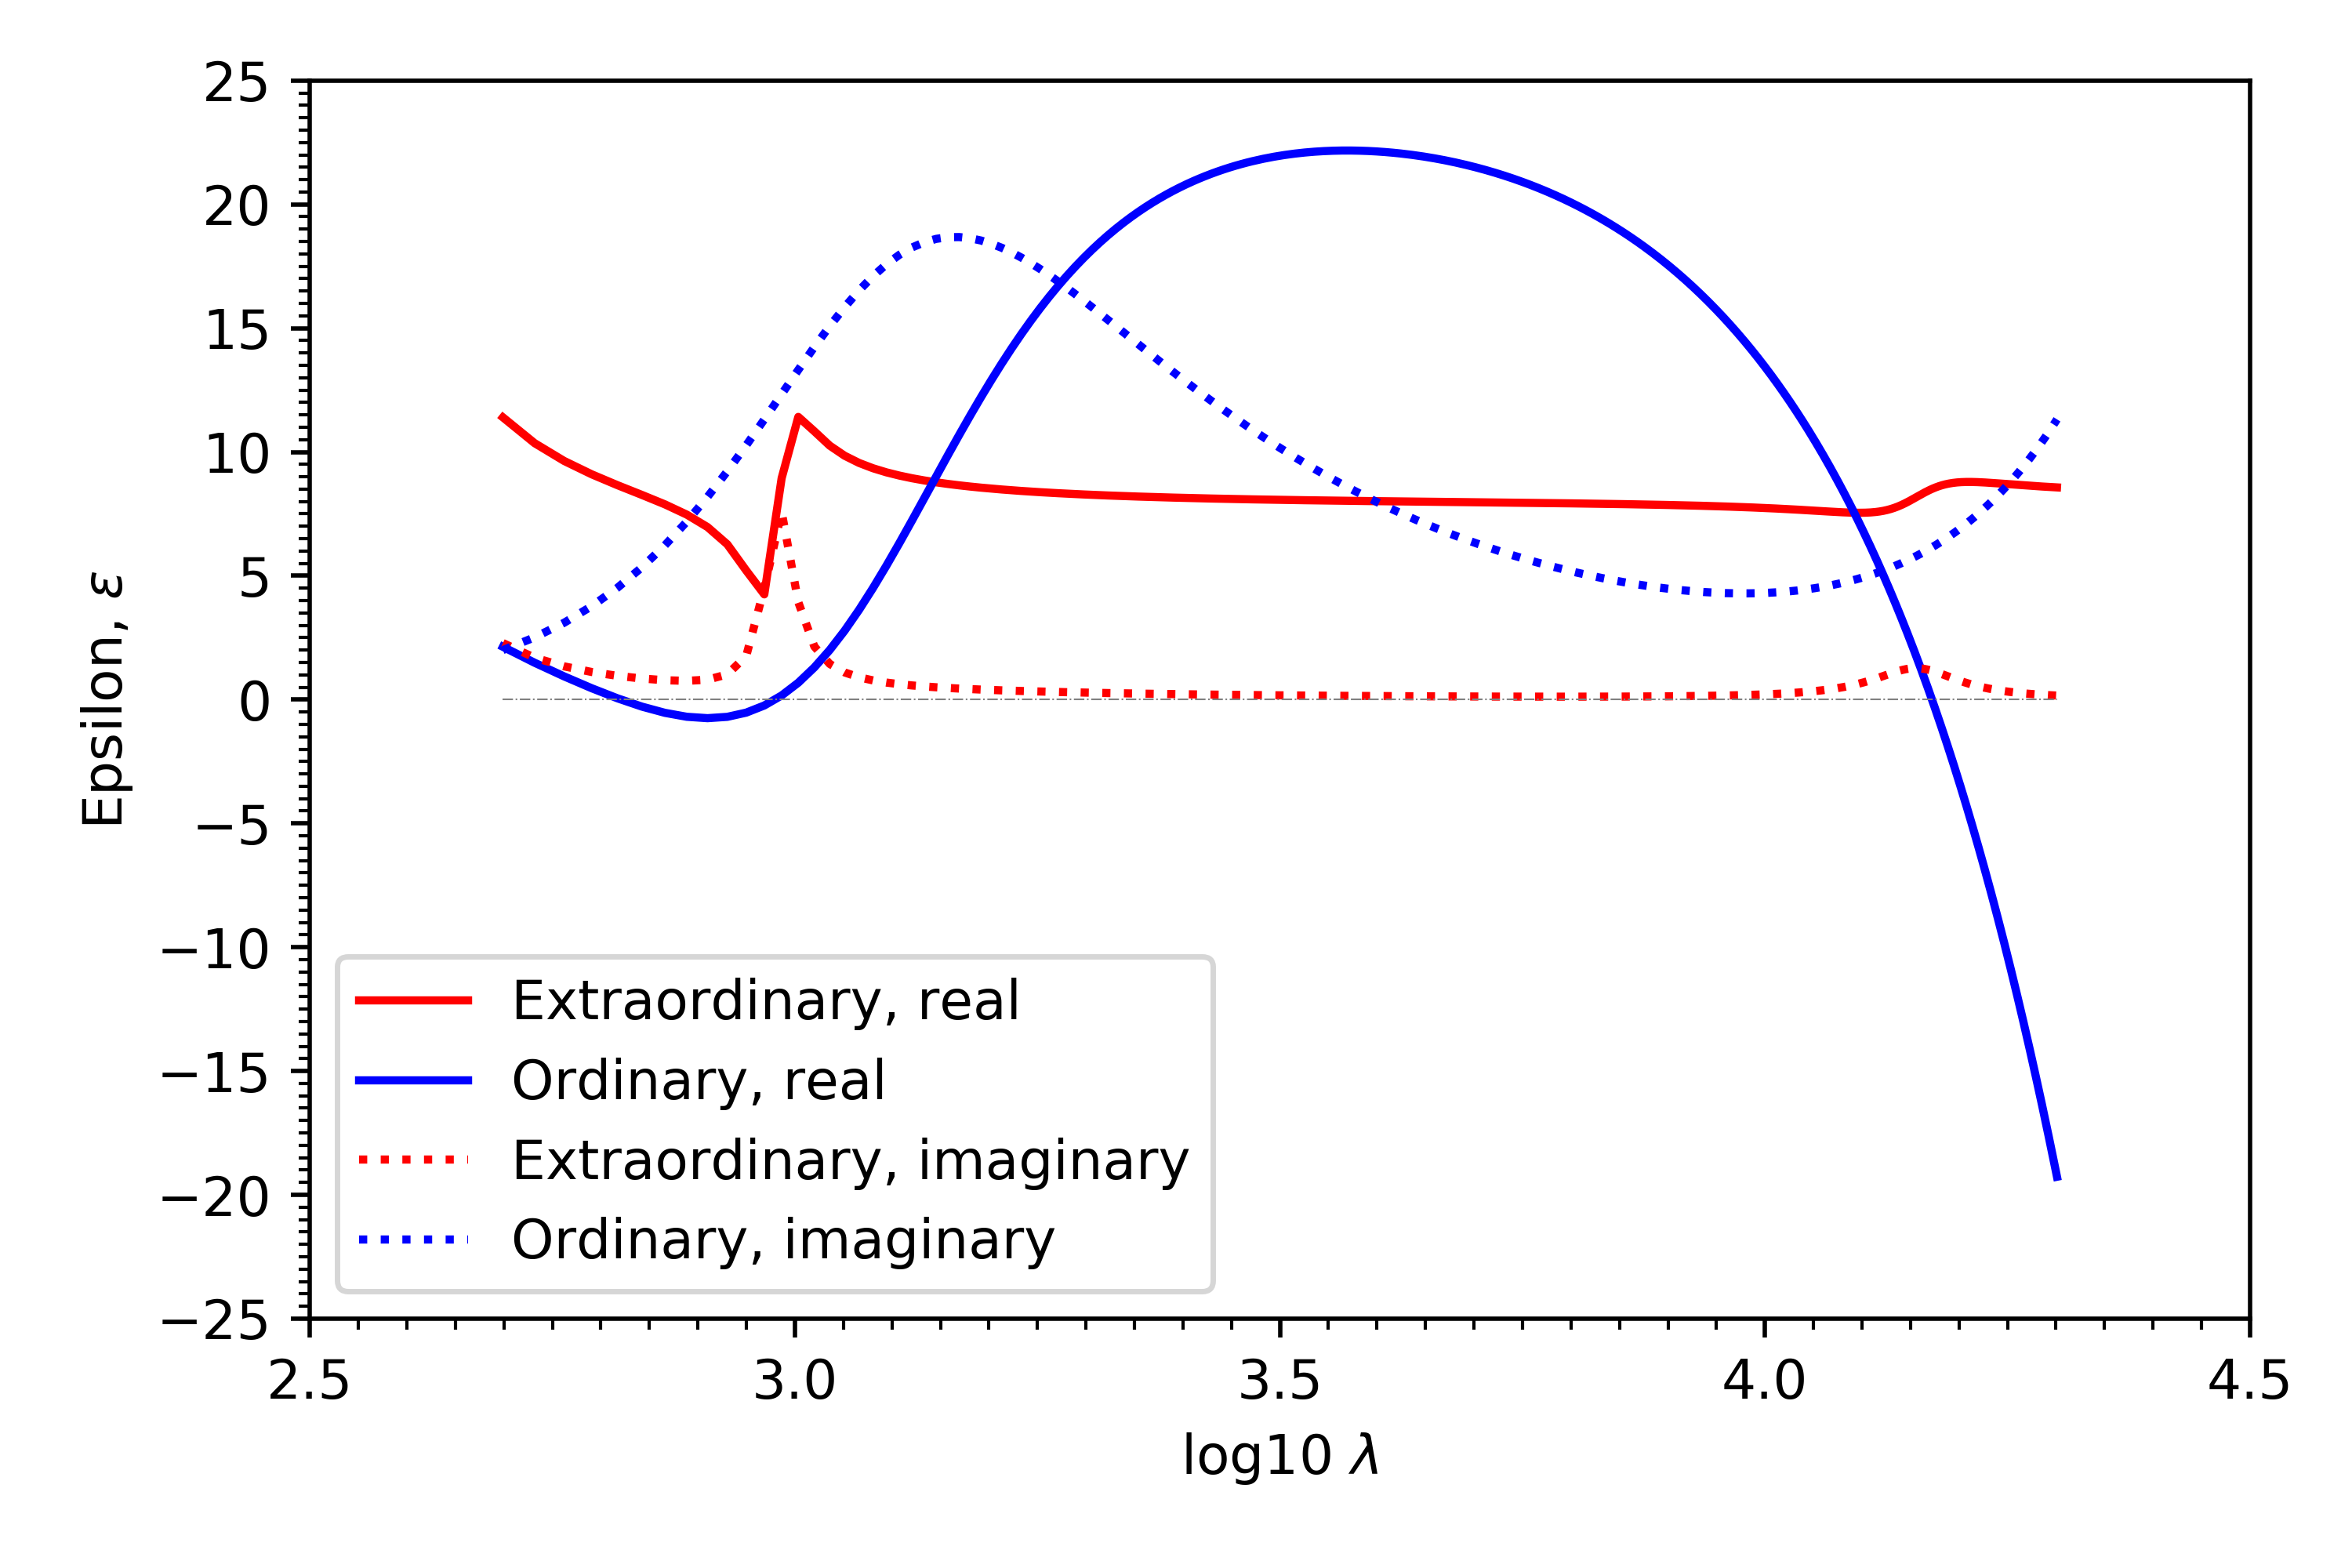 25
20
15
10
5
0
−5
−10
−15
−20
−25
Epsilon, ε
Extraordinary, real
Ordinary, real
Extraordinary, imaginary
Ordinary, imaginary
2.5 3.0 3.5 4.0 4.5
log10 λ